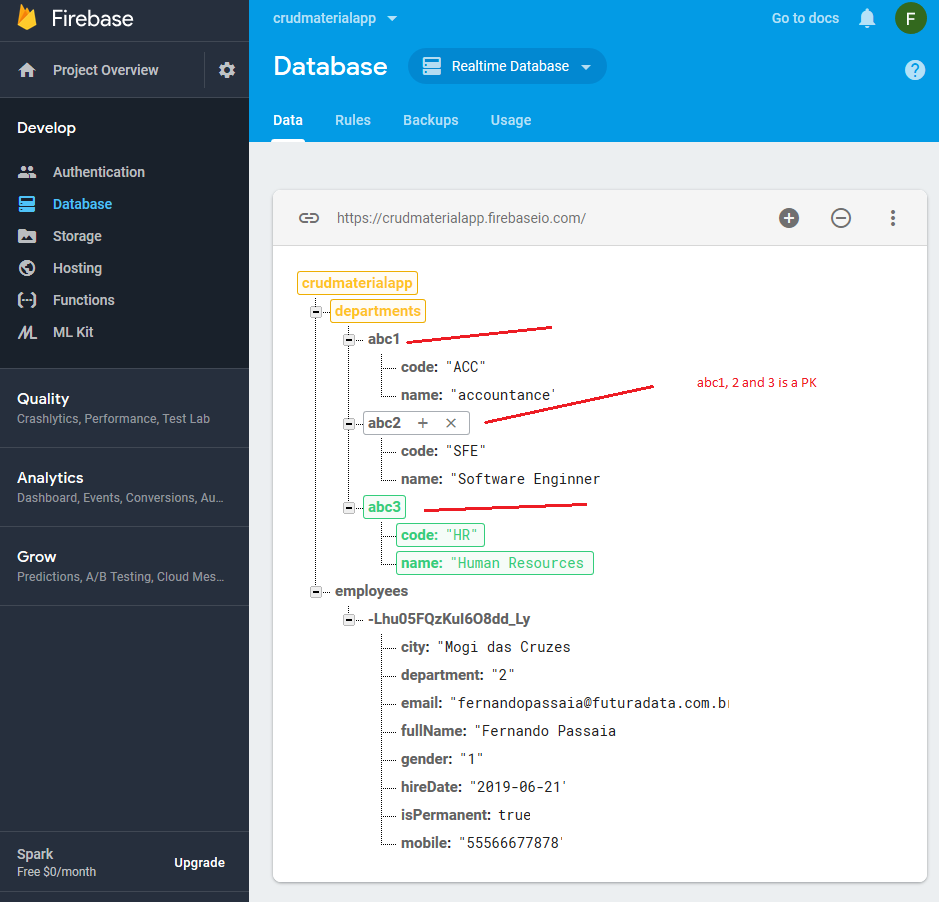 Firebase
Project Overview
Develop
Authentication
Database
Storage
Hosting
Functions
ML Kit
Quality
Crashlytics, Performance, Test Lab
Analytics
Dashboard, Events, Conversions, Au...
Grow
Predictions, A/B Testing, Cloud Mes...
Spark
Free $0/month
Upgrade
crudmaterialapp
Go to docs
F
Database
Realtime Database
?
Data
Rules
Backups
Usage
https://crudmaterialapp.firebaseio.com/
crudmaterialapp
departments
abc1
code: "ACC"
name: "accountance"
abc1, 2 and 3 is a PK
abc2 + ×
code: "SFE"
name: "Software Enginner
abc3
code: "HR"
name: "Human Resources
employees
-Lhu05FQzKuI6O8dd_Ly
city: "Mogi das Cruzes
department: "2"
email: "fernandopassaia@futuradata.com.br
fullName: "Fernando Passaia
gender: "1"
hireDate: "2019-06-21"
isPermanent: true
mobile: "55566677878"